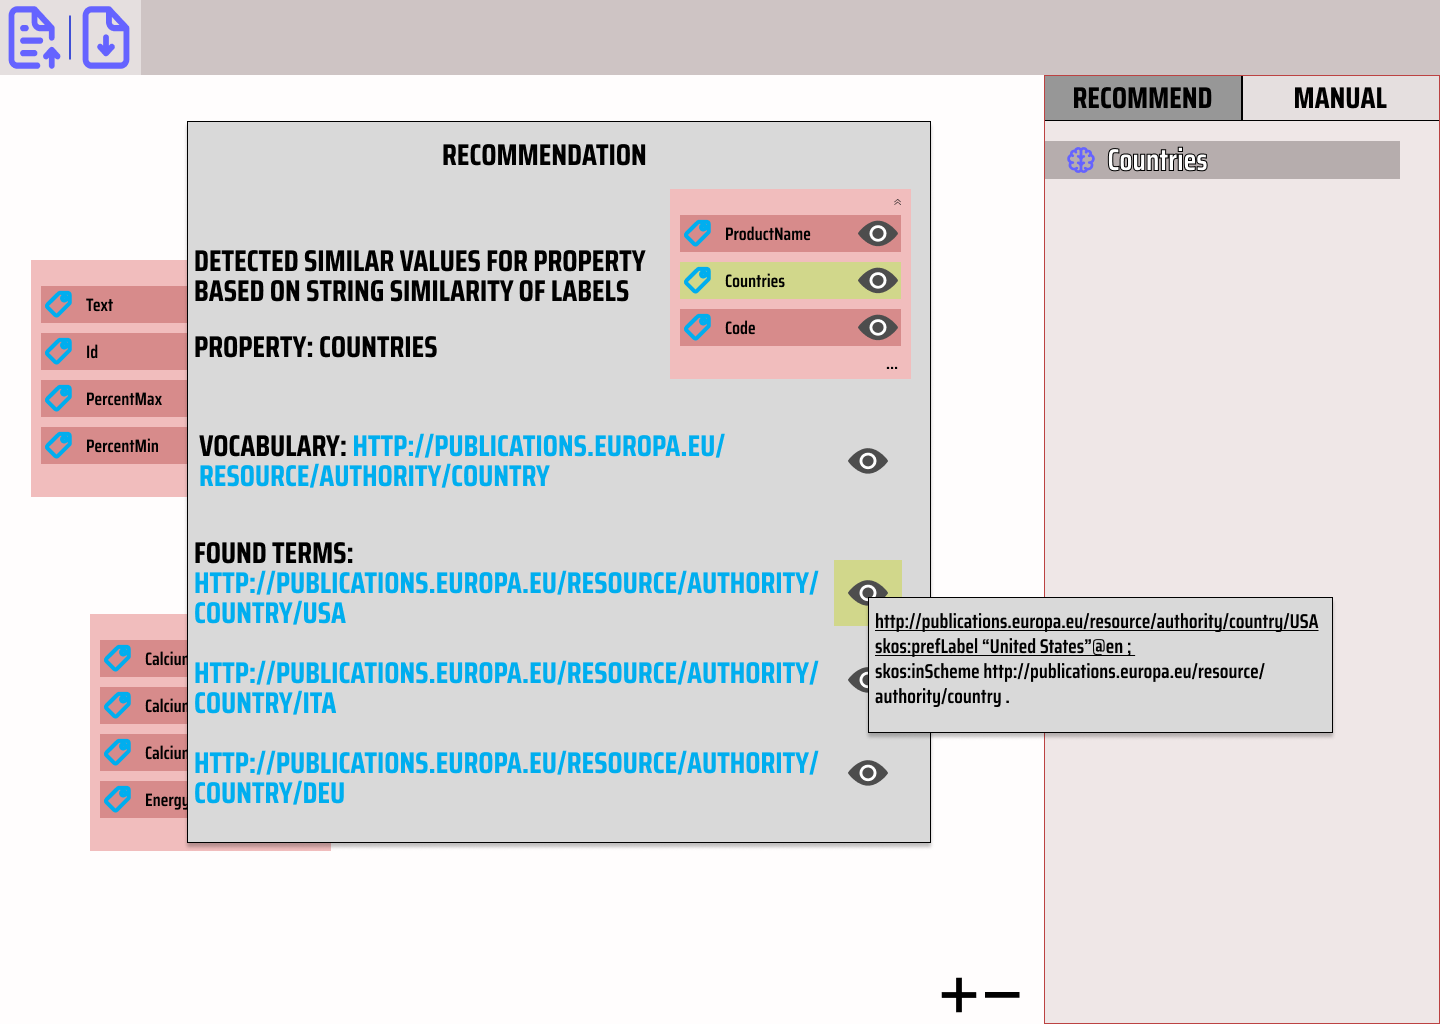 RECOMMEND
MANUAL
Countries
RECOMMENDATION
ProductName
Countries
Code
...
DETECTED SIMILAR VALUES FOR PROPERTY
BASED ON STRING SIMILARITY OF LABELS
PROPERTY: COUNTRIES
Text
Id
PercentMax
PercentMin
VOCABULARY: HTTP://PUBLICATIONS.EUROPA.EU/
RESOURCE/AUTHORITY/COUNTRY
FOUND TERMS:
HTTP://PUBLICATIONS.EUROPA.EU/RESOURCE/AUTHORITY/
COUNTRY/USA
HTTP://PUBLICATIONS.EUROPA.EU/RESOURCE/AUTHORITY/
COUNTRY/ITA
HTTP://PUBLICATIONS.EUROPA.EU/RESOURCE/AUTHORITY/
COUNTRY/DEU
http://publications.europa.eu/resource/authority/country/USA
skos:prefLabel “United States”@en ;
skos:inScheme http://publications.europa.eu/resource/
authority/country .
Energy